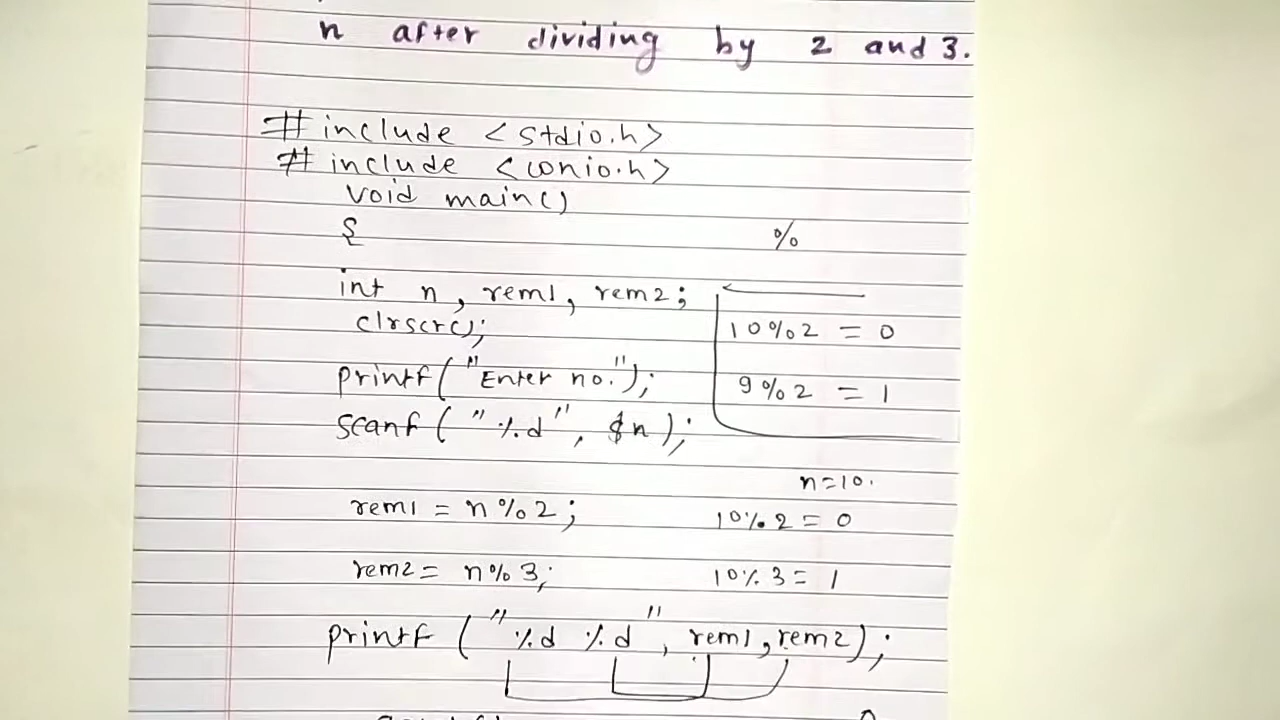 n after dividing by 2 and 3.
#include <stdio.h>
#include <conio.h>
void main()
{
%
int n, rem1, rem2;
clrscr();
10%2 = 0
printf("Enter no.");
9%2 = 1
scanf("%d", &n);
n=10.
rem1 = n%2;
10%2 = 0
rem2 = n%3;
10%3 = 1
printf("%d %d", rem1, rem2);